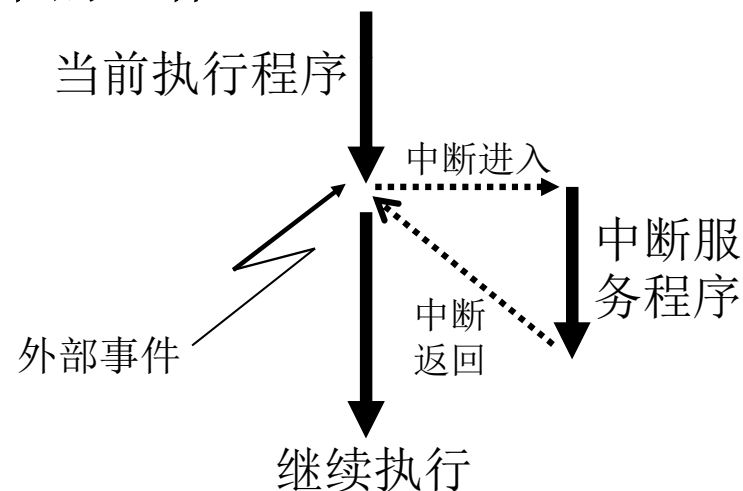 当前执行程序
中断进入
中断服
务程序
中断
返回
外部事件
继续执行